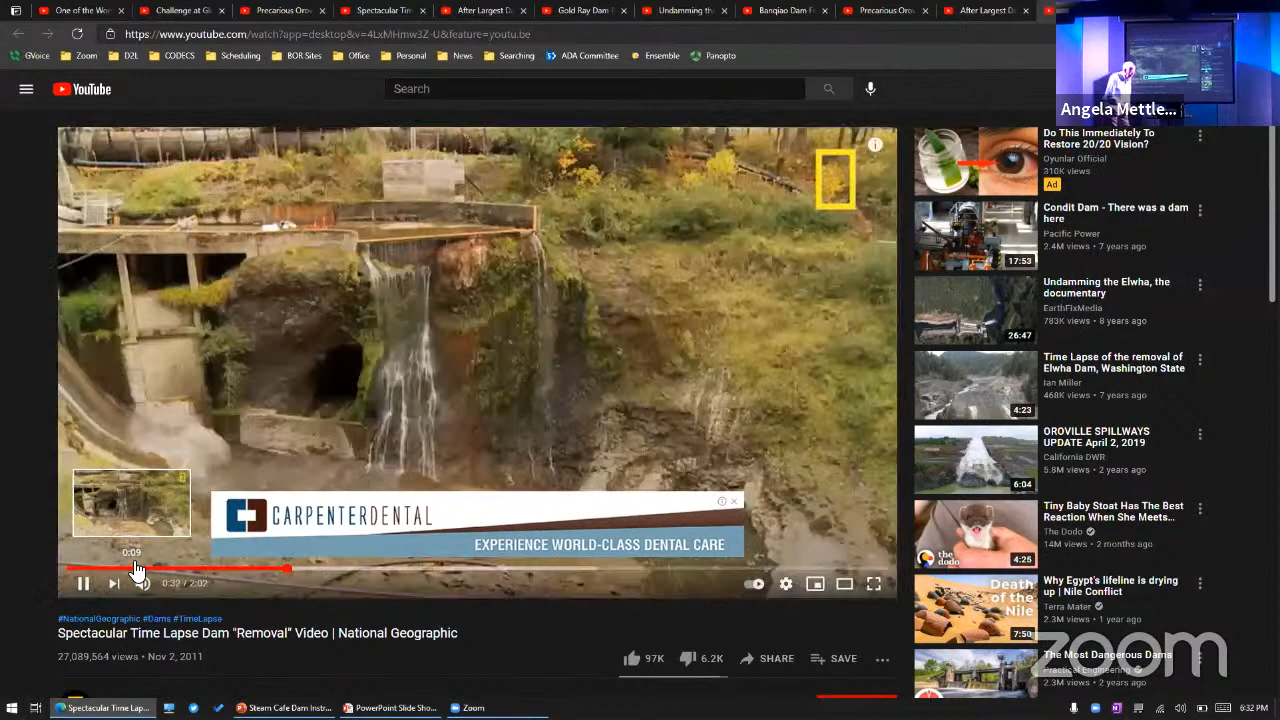 One of the Wor
Challenge at Gl
Precarious Oro
Spectacular Tim
After Largest Da
Gold Ray Dam
Undamming the
Banqiao Dam F
Precarious Oro
After Largest Da
https://www.youtube.com/watch?app=desktop&v=4LxMHmw3Z-U&feature=youtu.be
GVoice
Zoom
D2L
CODECS
Scheduling
BOR Sites
Office
Personal
News
Searching
ADA Committee
Ensemble
Panopto
YouTube
Search
Angela Mettle...
CARPENTERDENTAL
EXPERIENCE WORLD-CLASS DENTAL CARE
0:09
0:32 / 2:02
#NationalGeographic #Dams #TimeLapse
Spectacular Time Lapse Dam "Removal" Video | National Geographic
27,089,564 views • Nov 2, 2011
97K
6.2K
SHARE
SAVE
Do This Immediately To
Restore 20/20 Vision?
Oyunlar Official
310K views
Ad
Condit Dam - There was a dam
here
Pacific Power
2.4M views • 7 years ago
17:53
Undamming the Elwha, the
documentary
EarthFixMedia
783K views • 8 years ago
26:47
Time Lapse of the removal of
Elwha Dam, Washington State
Ian Miller
468K views • 7 years ago
4:23
OROVILLE SPILLWAYS
UPDATE April 2, 2019
California DWR
5.8M views • 2 years ago
6:04
Tiny Baby Stoat Has The Best
Reaction When She Meets...
The Dodo
14M views • 2 months ago
the
dodo
4:25
Why Egypt's lifeline is drying
up | Nile Conflict
Terra Mater
2.3M views • 1 year ago
Death
of the
Nile
7:50
The Most Dangerous Dams
Practical Engineering
2.3M views • 2 years ago
zoom
Spectacular Time Lap...
Steam Cafe Dam Instr...
PowerPoint Slide Sho...
Zoom
6:32 PM